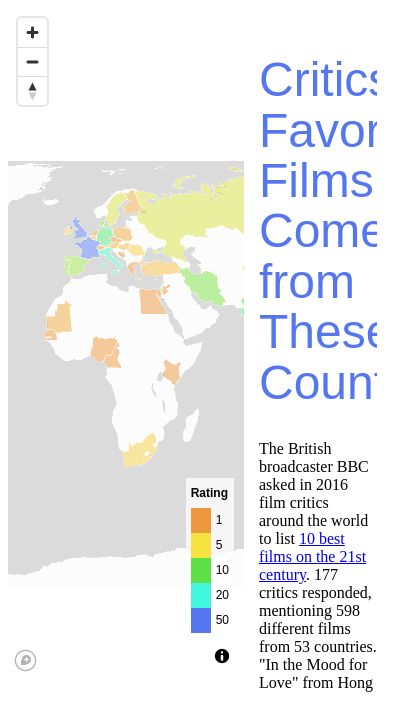 Critics
Favor
Films
Come
from
These
Count
The British
broadcaster BBC
asked in 2016
film critics
around the world
to list 10 best
films on the 21st
century. 177
critics responded,
mentioning 598
different films
from 53 countries.
"In the Mood for
Love" from Hong
Rating
1
5
10
20
50